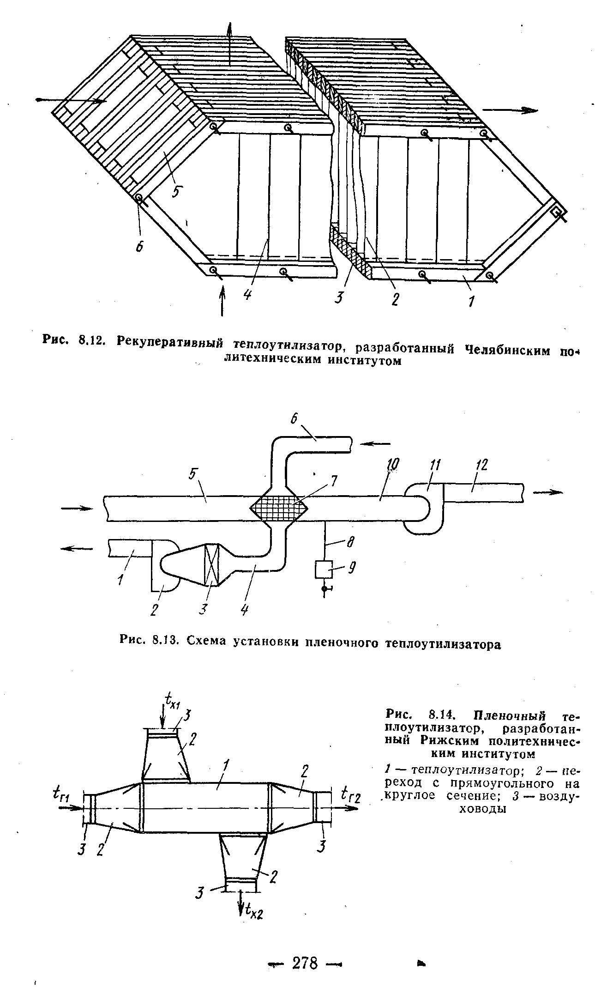 5
6
4
3
2
1
Рис. 8.12. Рекуперативный теплоутилизатор, разработанный Челябинским по-
литехническим институтом
6
5
7
10
11
12
8
9
1
2
3
4
Рис. 8.13. Схема установки пленочного теплоутилизатора
tх1
3
2
1
2
tг1
tг2
3
2
3
2
3
tх2
Рис. 8.14. Пленочный те-
плоутилизатор, разработан-
ный Рижским политехничес-
ким институтом
1 — теплоутилизатор; 2 — пе-
реход с прямоугольного на
круглое сечение; 3 — возду-
ховоды
— 278 —